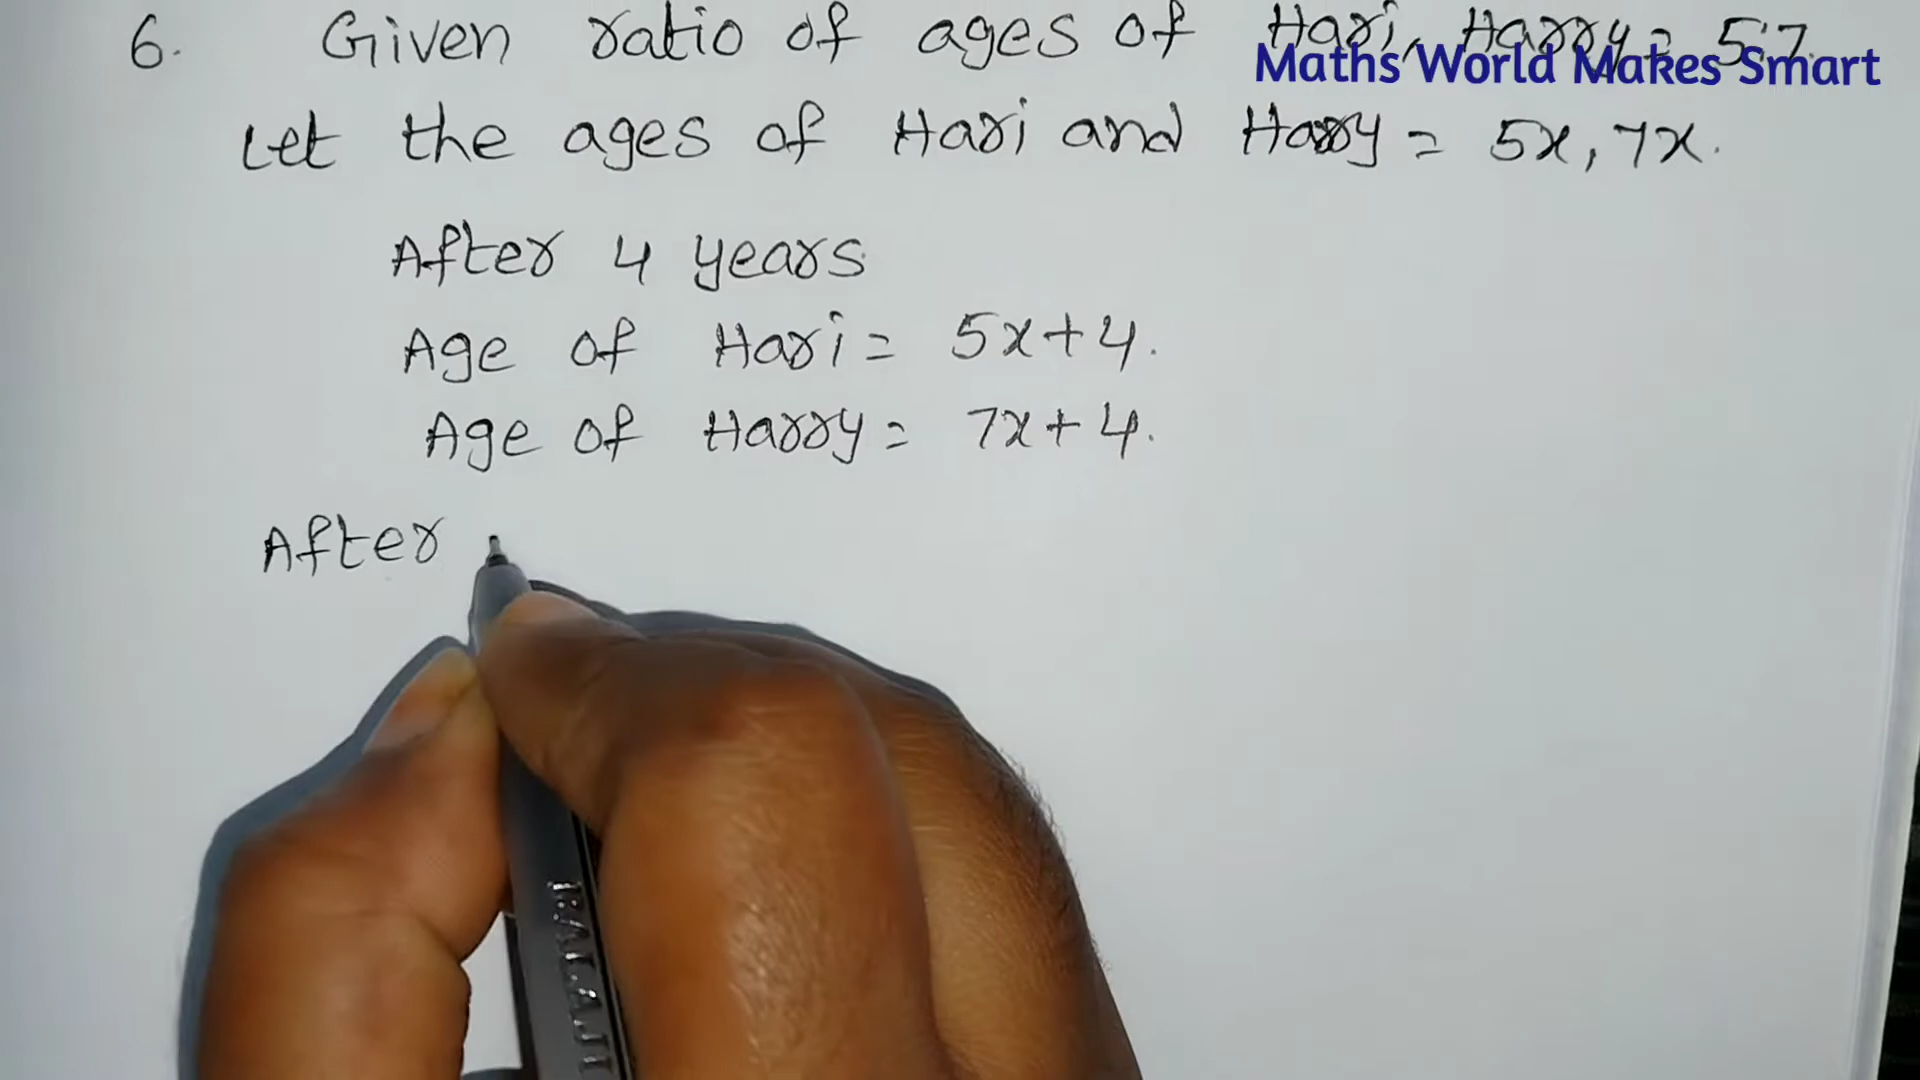 6. Given ratio of ages of Hari, Harry = 5:7.
Maths World Makes Smart
Let the ages of Hari and Harry = 5x, 7x.
After 4 years
Age of Hari = 5x+4.
Age of Harry = 7x+4.
After
BALAJI